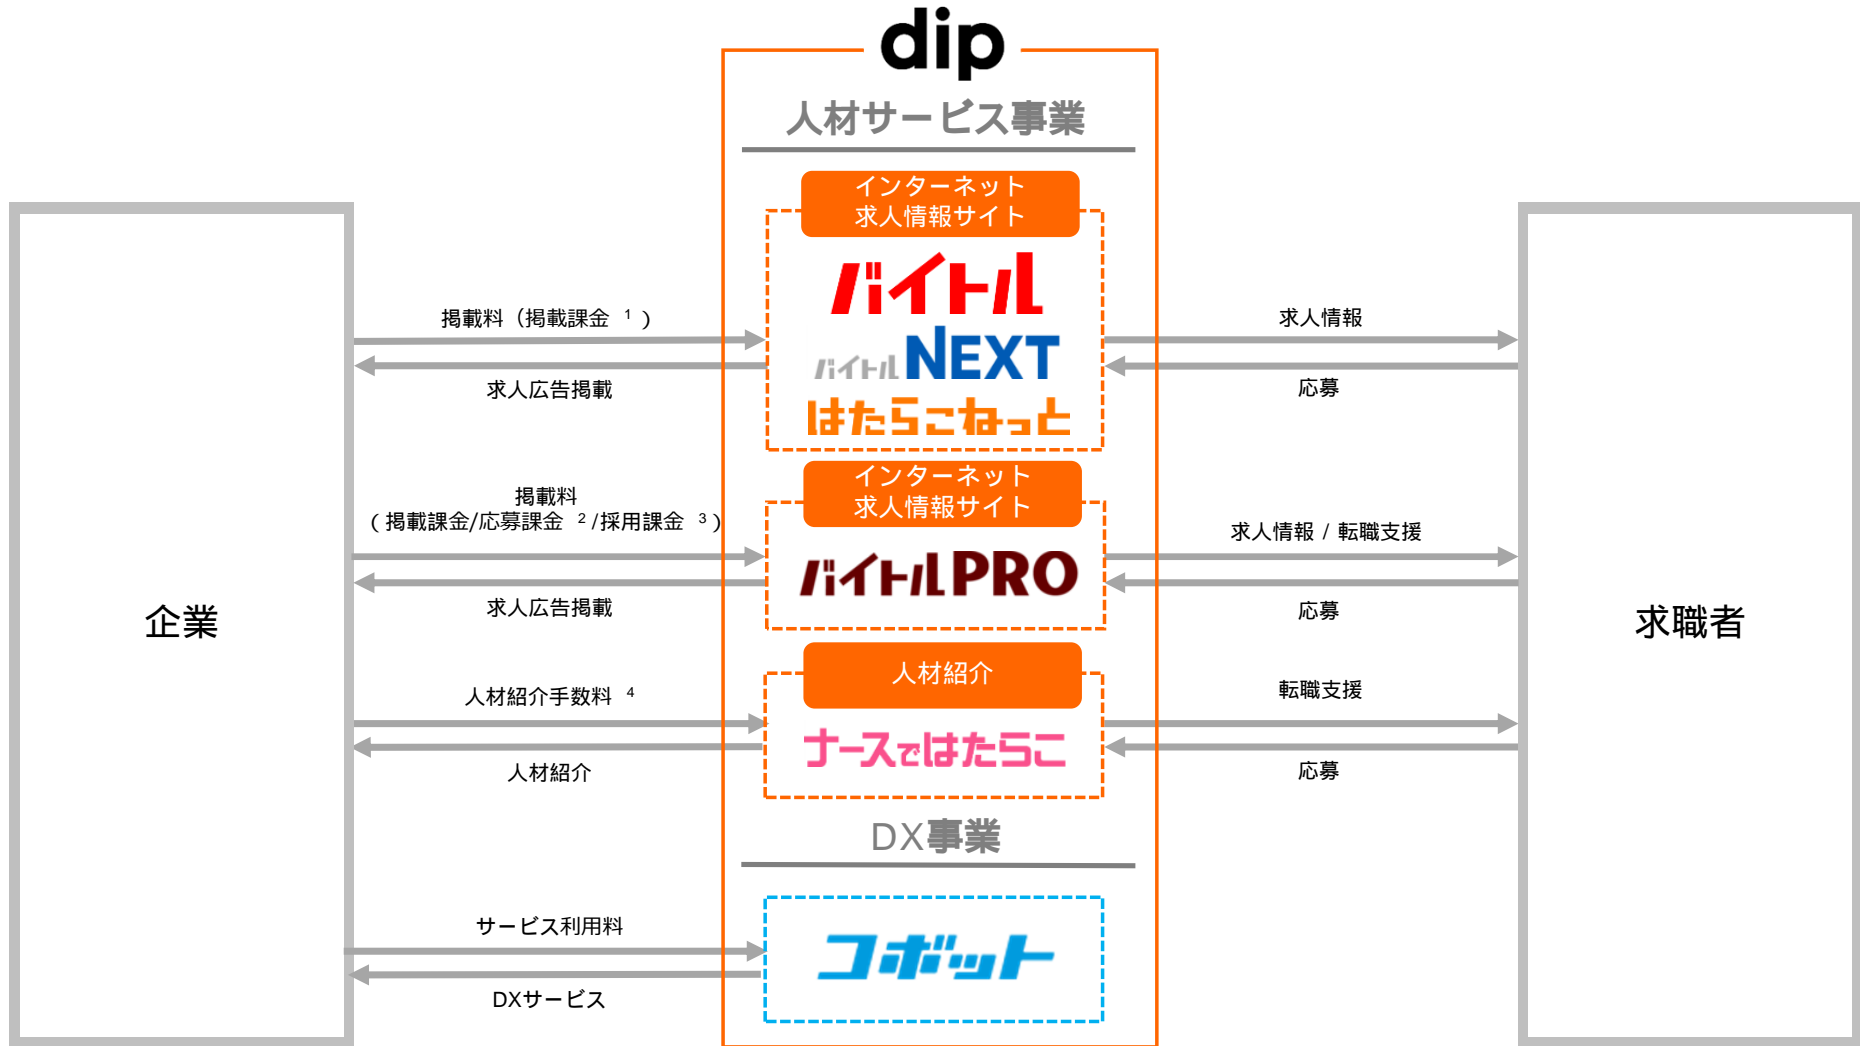 dip
人材サービス事業
インターネット
求人情報サイト
バイトル
バイトルNEXT
はたらこねっと
掲載料（掲載課金 1 ）
求人広告掲載
求人情報
応募
インターネット
求人情報サイト
バイトルPRO
掲載料
（掲載課金/応募課金 2 /採用課金 3 ）
求人広告掲載
求人情報 / 転職支援
応募
企業
求職者
人材紹介
ナースではたらこ
人材紹介手数料 4
人材紹介
転職支援
応募
DX事業
コボット
サービス利用料
DXサービス